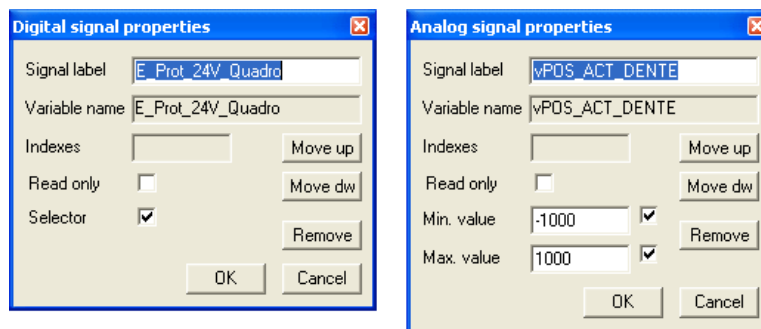 Digital signal properties
Signal label E_Prot_24V_Quadro
Variable name E_Prot_24V_Quadro
Indexes Move up
Read only Move dw
Selector
Remove
OK Cancel
Analog signal properties
Signal label vPOS_ACT_DENTE
Variable name vPOS_ACT_DENTE
Indexes Move up
Read only Move dw
Min. value -1000
Remove
Max. value 1000
OK Cancel